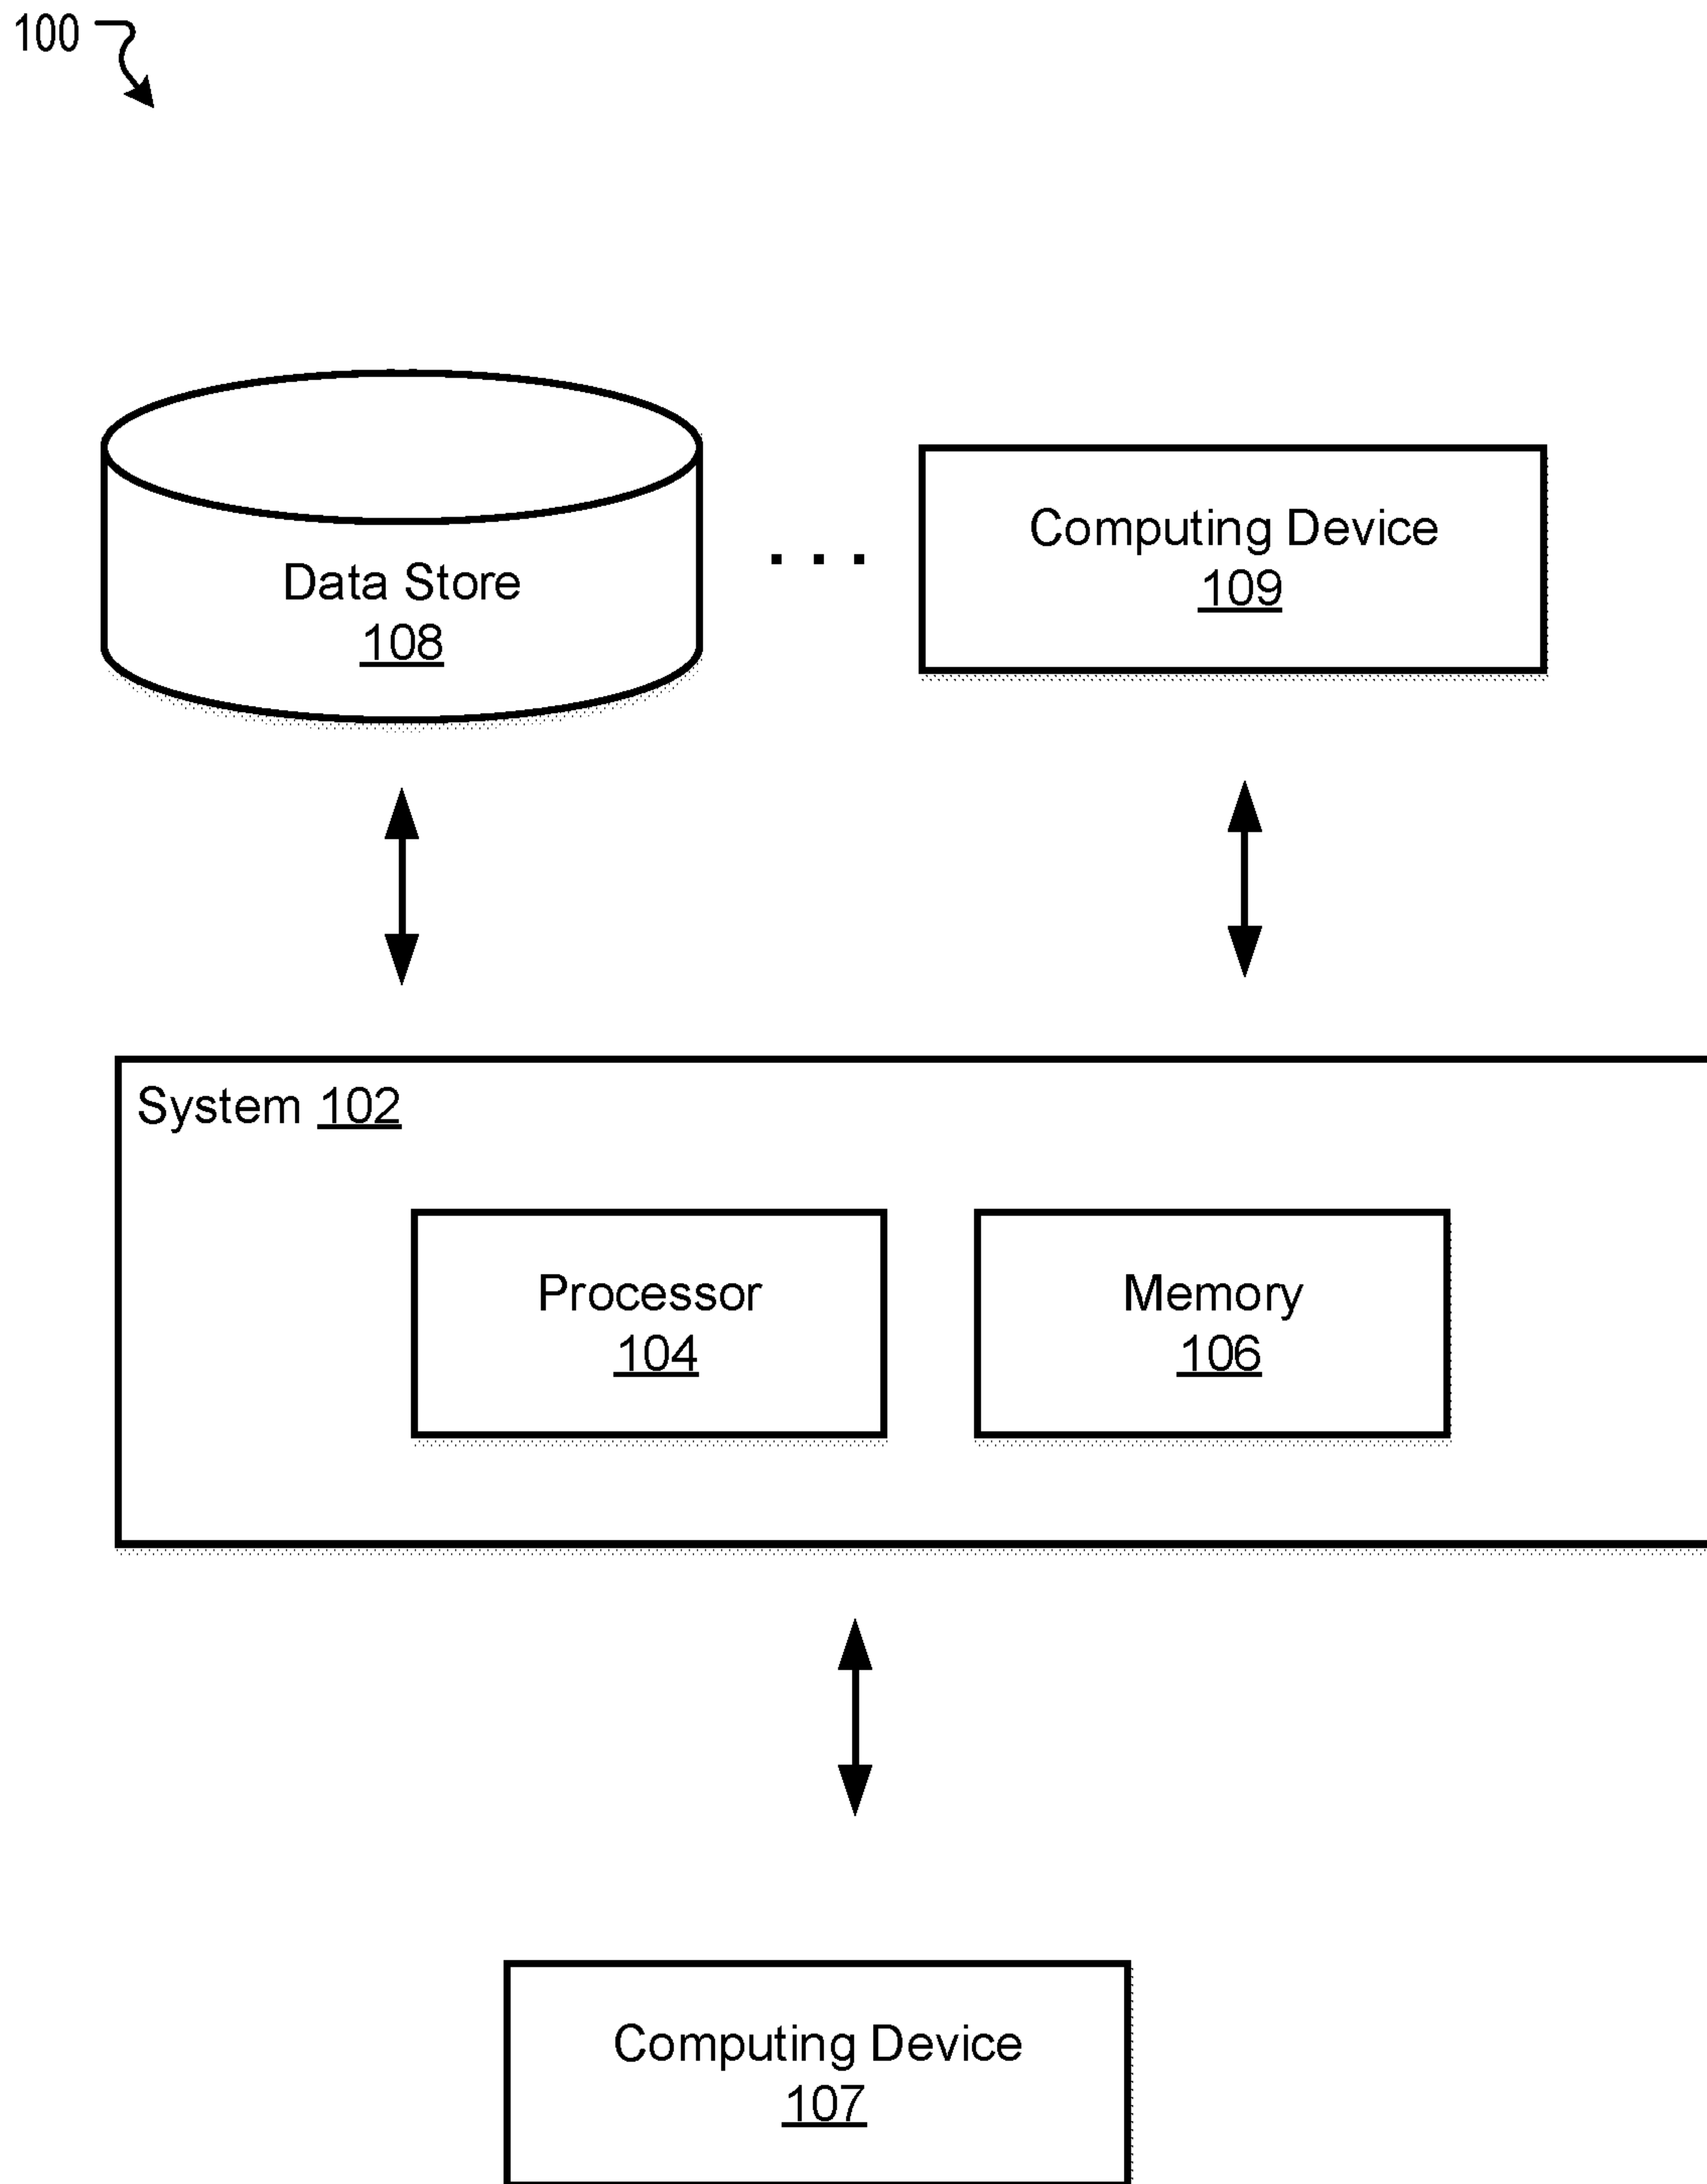 100
Data Store
108
. . .
Computing Device
109
System 102
Processor
104
Memory
106
Computing Device
107